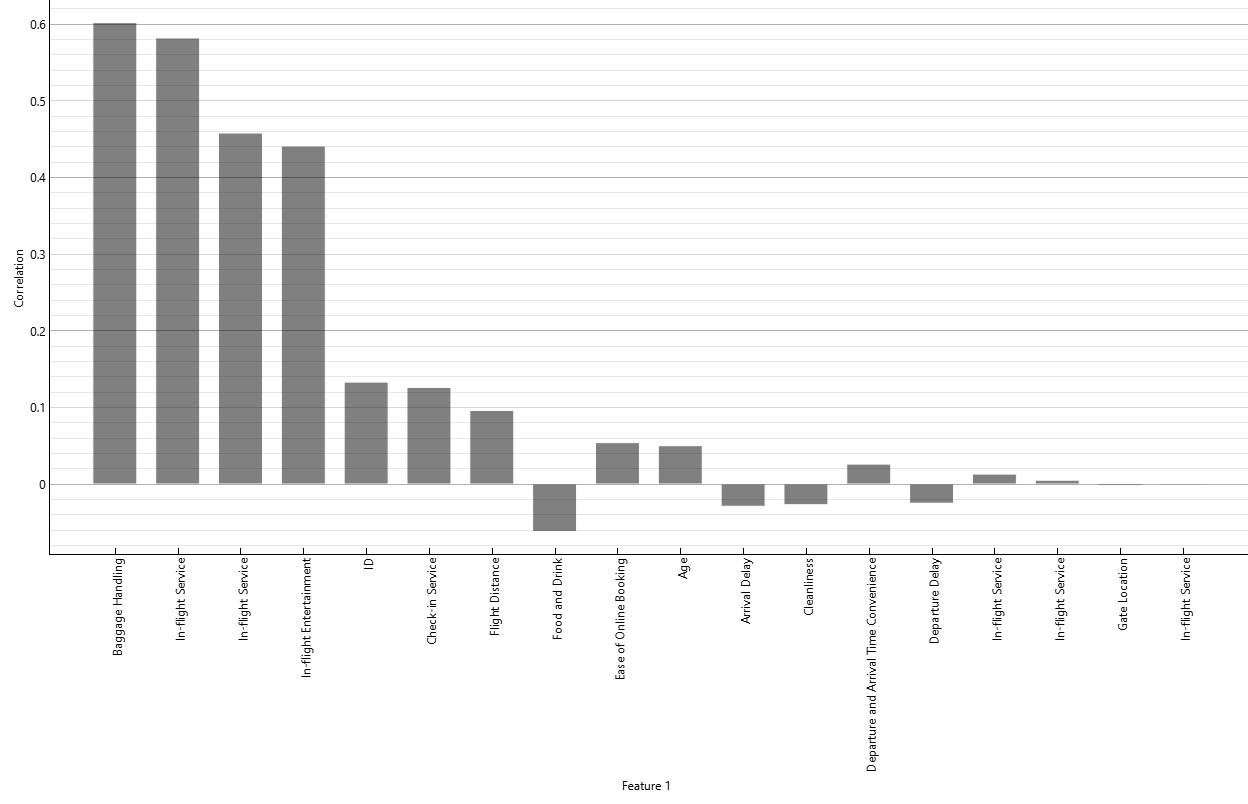 Correlation
0.6
0.5
0.4
0.3
0.2
0.1
0
Baggage Handling
In-flight Service
In-flight Service
In-flight Entertainment
ID
Check-in Service
Flight Distance
Food and Drink
Ease of Online Booking
Age
Arrival Delay
Cleanliness
Departure and Arrival Time Convenience
Departure Delay
In-flight Service
In-flight Service
Gate Location
In-flight Service
Feature 1